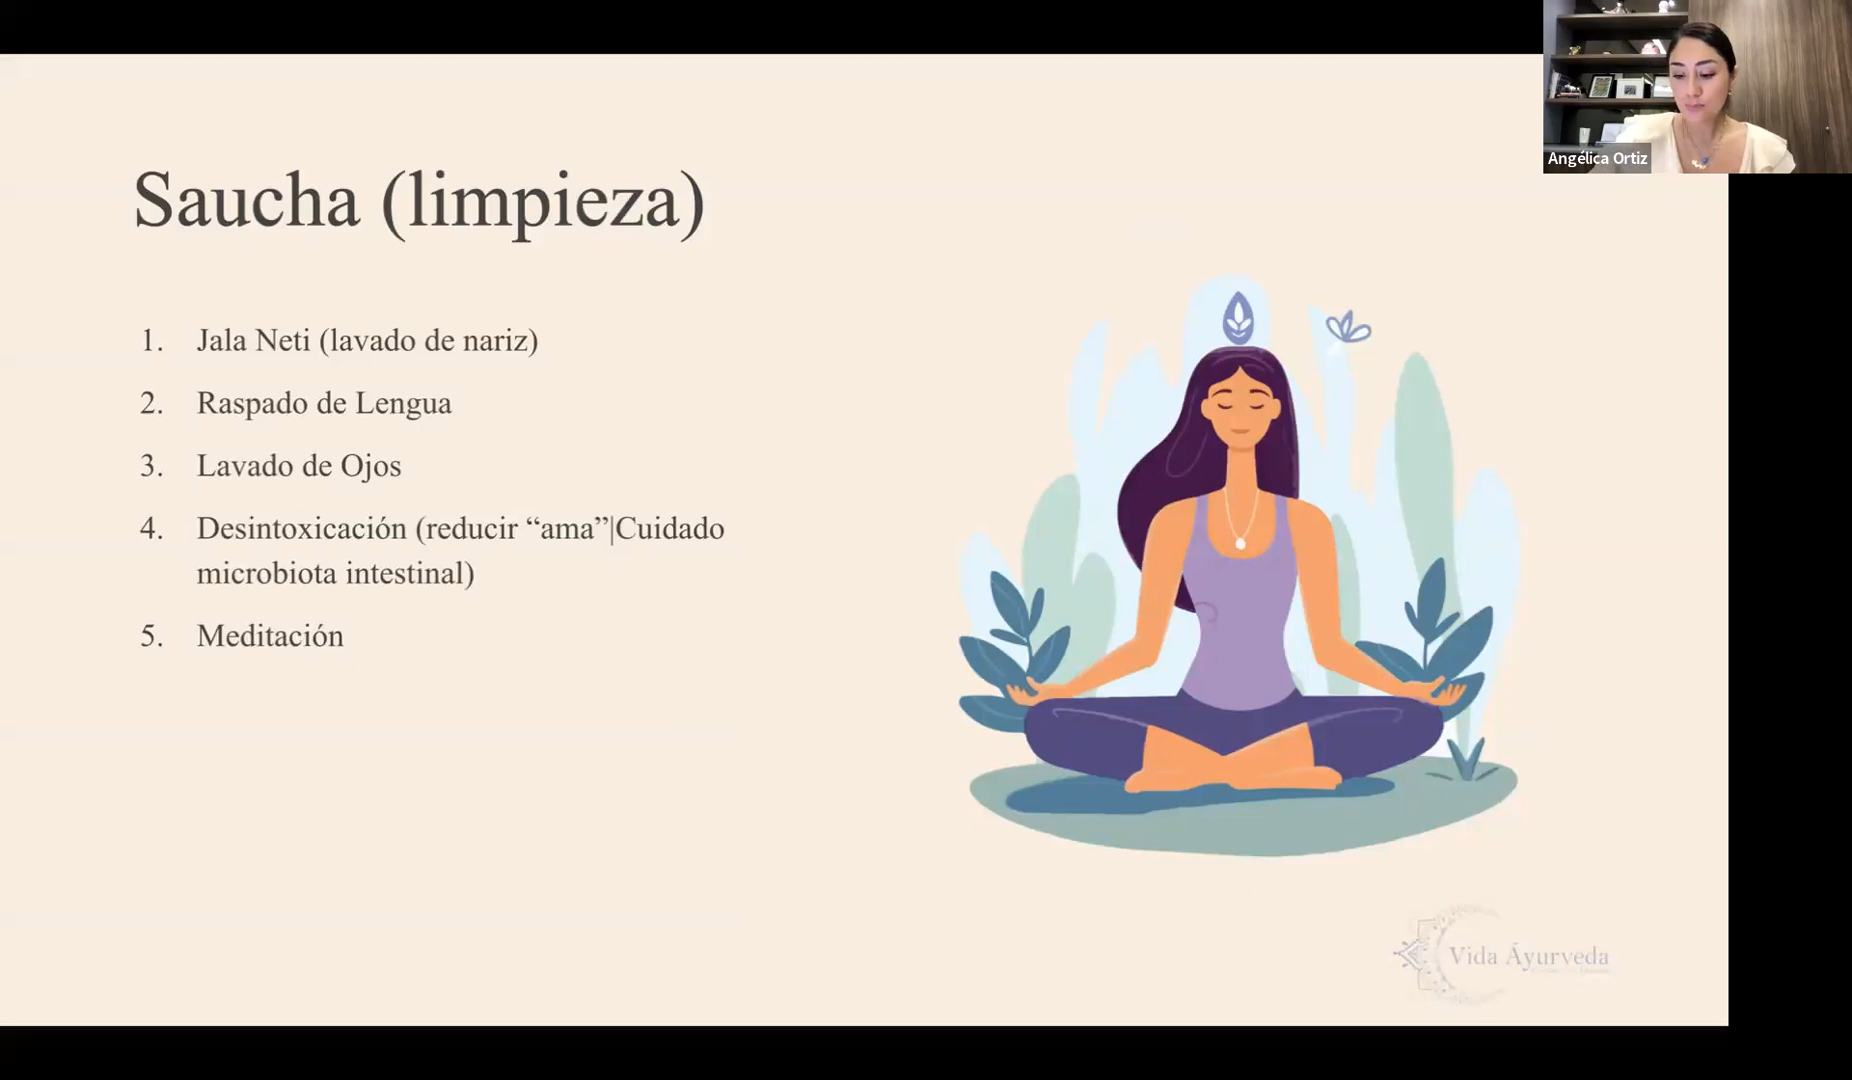 Angélica Ortiz
Saucha (limpieza)
1. Jala Neti (lavado de nariz)
2. Raspado de Lengua
3. Lavado de Ojos
4. Desintoxicación (reducir “ama”|Cuidado
microbiota intestinal)
5. Meditación
Vida Áyurveda